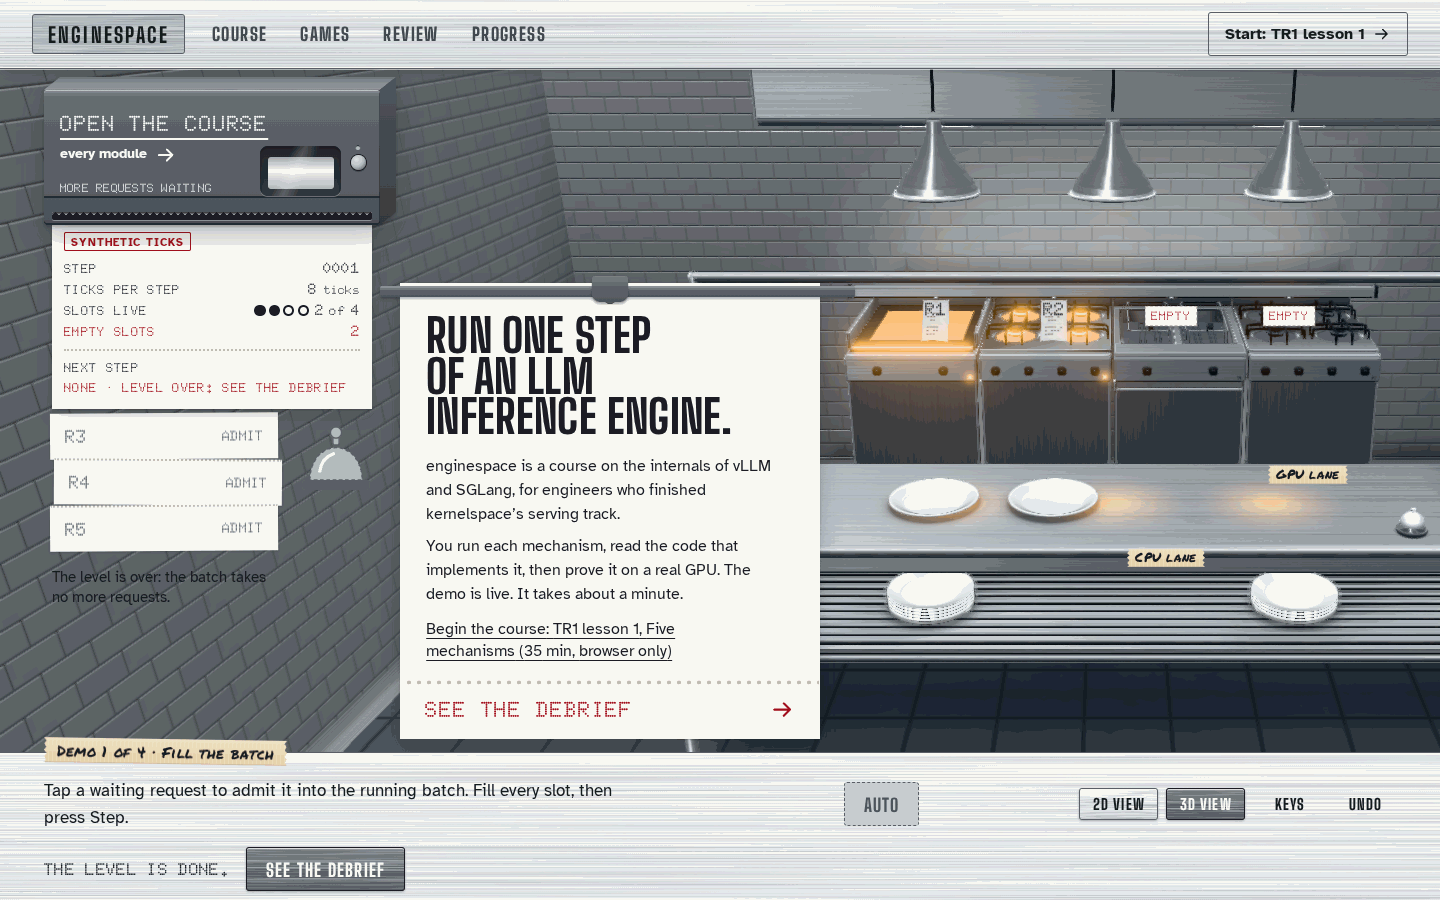 ENGINESPACE
COURSE
GAMES
REVIEW
PROGRESS
Start: TR1 lesson 1 →
OPEN THE COURSE
every module →
MORE REQUESTS WAITING
SYNTHETIC TICKS
STEP 0001
TICKS PER STEP 8 ticks
SLOTS LIVE 2 of 4
EMPTY SLOTS 2
NEXT STEP
NONE · LEVEL OVER: SEE THE DEBRIEF
R3 ADMIT
R4 ADMIT
R5 ADMIT
The level is over: the batch takes
no more requests.
RUN ONE STEP
OF AN LLM
INFERENCE ENGINE.
enginespace is a course on the internals of vLLM
and SGLang, for engineers who finished
kernelspace’s serving track.
You run each mechanism, read the code that
implements it, then prove it on a real GPU. The
demo is live. It takes about a minute.
Begin the course: TR1 lesson 1, Five
mechanisms (35 min, browser only)
SEE THE DEBRIEF →
R1
R2
EMPTY
EMPTY
GPU LANE
CPU LANE
DEMO 1 OF 4 · FILL THE BATCH
Tap a waiting request to admit it into the running batch. Fill every slot, then
press Step.
AUTO
2D VIEW
3D VIEW
KEYS
UNDO
THE LEVEL IS DONE.
SEE THE DEBRIEF